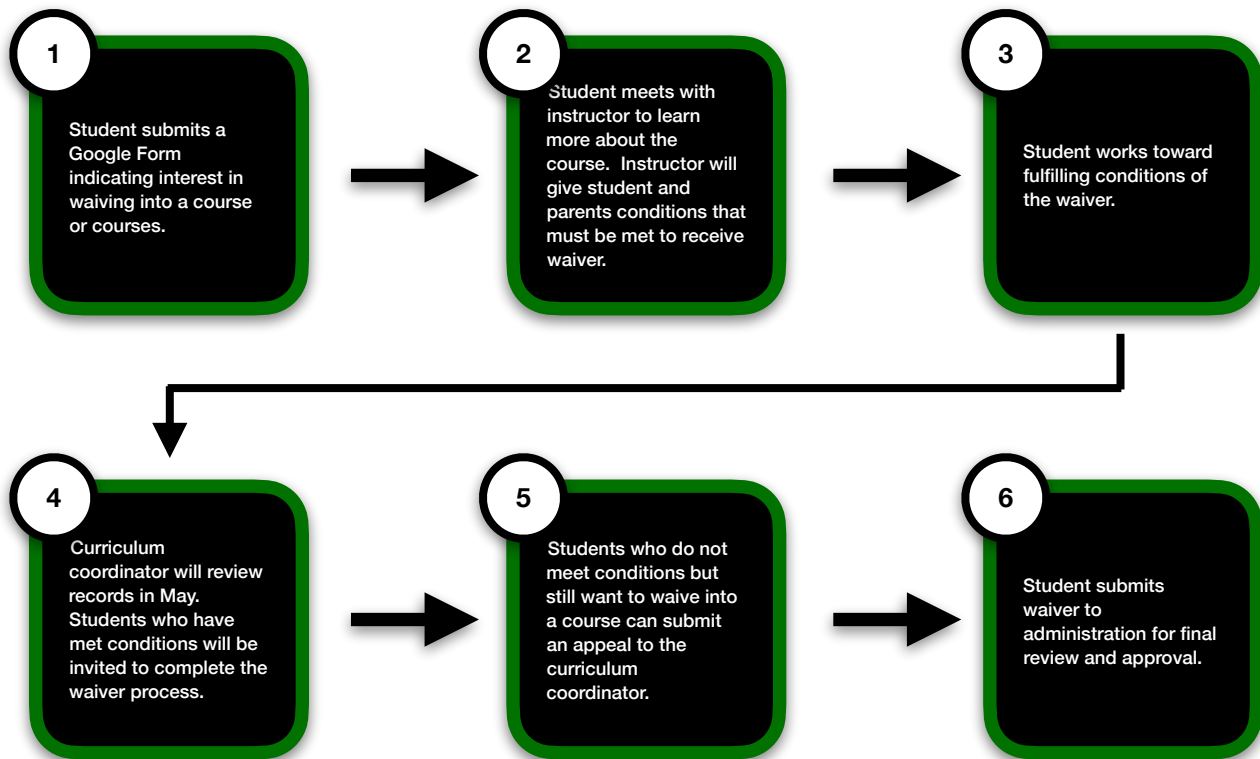 1
Student submits a
Google Form
indicating interest in
waiving into a course
or courses.
2
Student meets with
instructor to learn
more about the
course.  Instructor will
give student and
parents conditions that
must be met to receive
waiver.
3
Student works toward
fulfilling conditions of
the waiver.
4
Curriculum
coordinator will review
records in May.
Students who have
met conditions will be
invited to complete the
waiver process.
5
Students who do not
meet conditions but
still want to waive into
a course can submit
an appeal to the
curriculum
coordinator.
6
Student submits
waiver to
administration for final
review and approval.